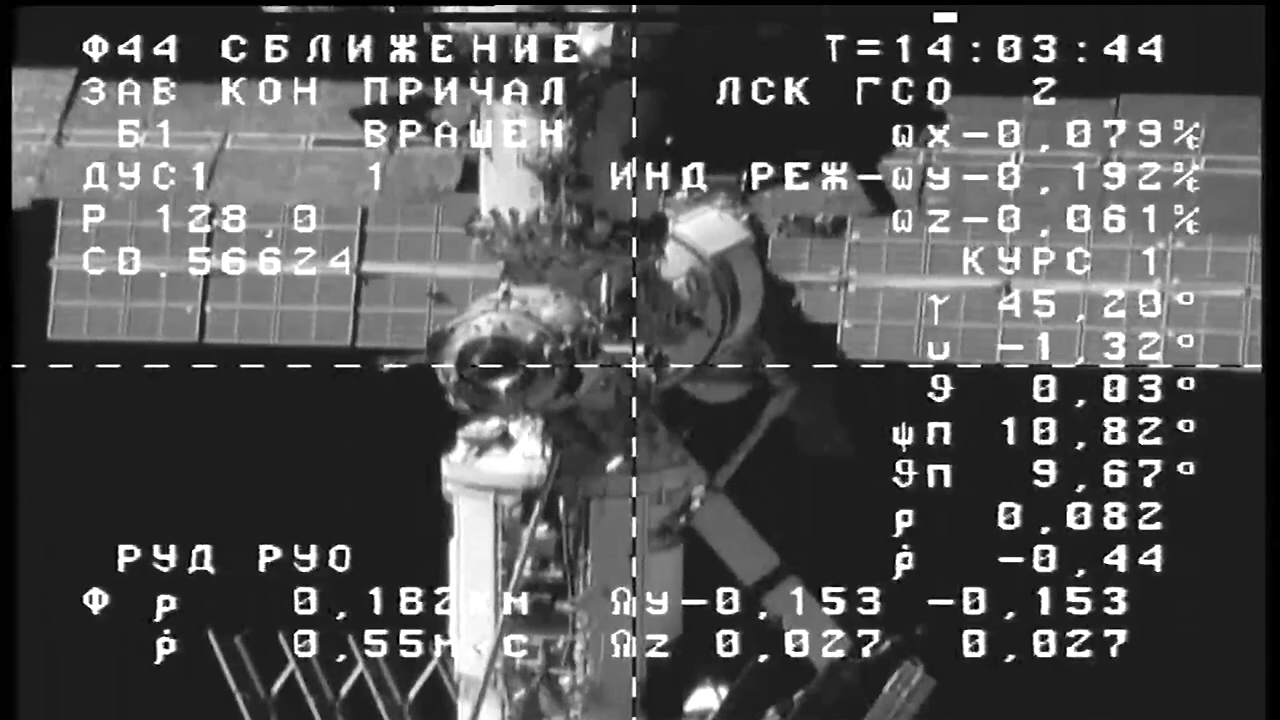 Ф44 СБЛИЖЕНИЕ T=14:03:44
ЗАВ КОН ПРИЧАЛ ЛСК ГСО 2
Б1 ВРАЩЕН ωx-0,079%
ДУС1 1 ИНД РЕЖ-ωy-0,192%
Р 128,0 ωz-0,061%
С0.56624 КУРС 1
γ 45,20°
υ -1,32°
ϑ 0,03°
ψп 10,82°
ϑп 9,67°
ρ 0,082
РУД РУО ρ̇ -0,44
Ф ρ 0,182км Ωy-0,153 -0,153
ρ̇ 0,55м/с Ωz 0,027 0,027